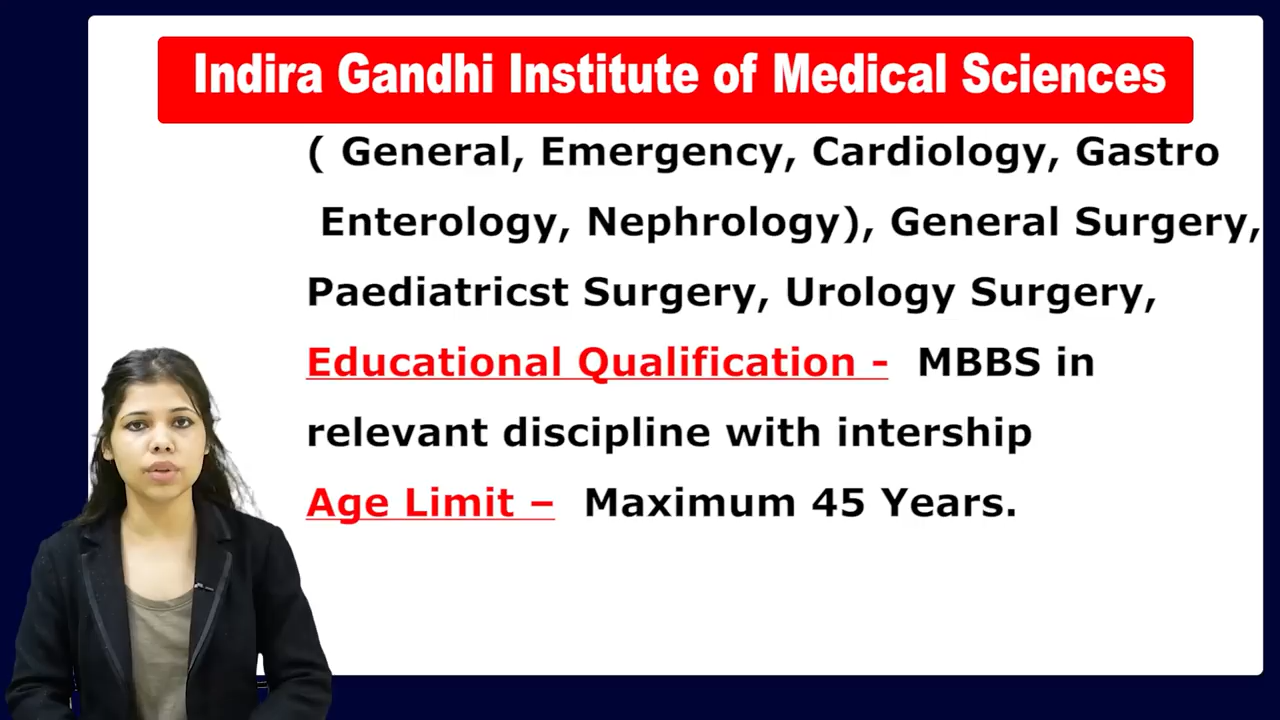 Indira Gandhi Institute of Medical Sciences
( General, Emergency, Cardiology, Gastro
Enterology, Nephrology), General Surgery,
Paediatricst Surgery, Urology Surgery,
Educational Qualification - MBBS in
relevant discipline with intership
Age Limit – Maximum 45 Years.